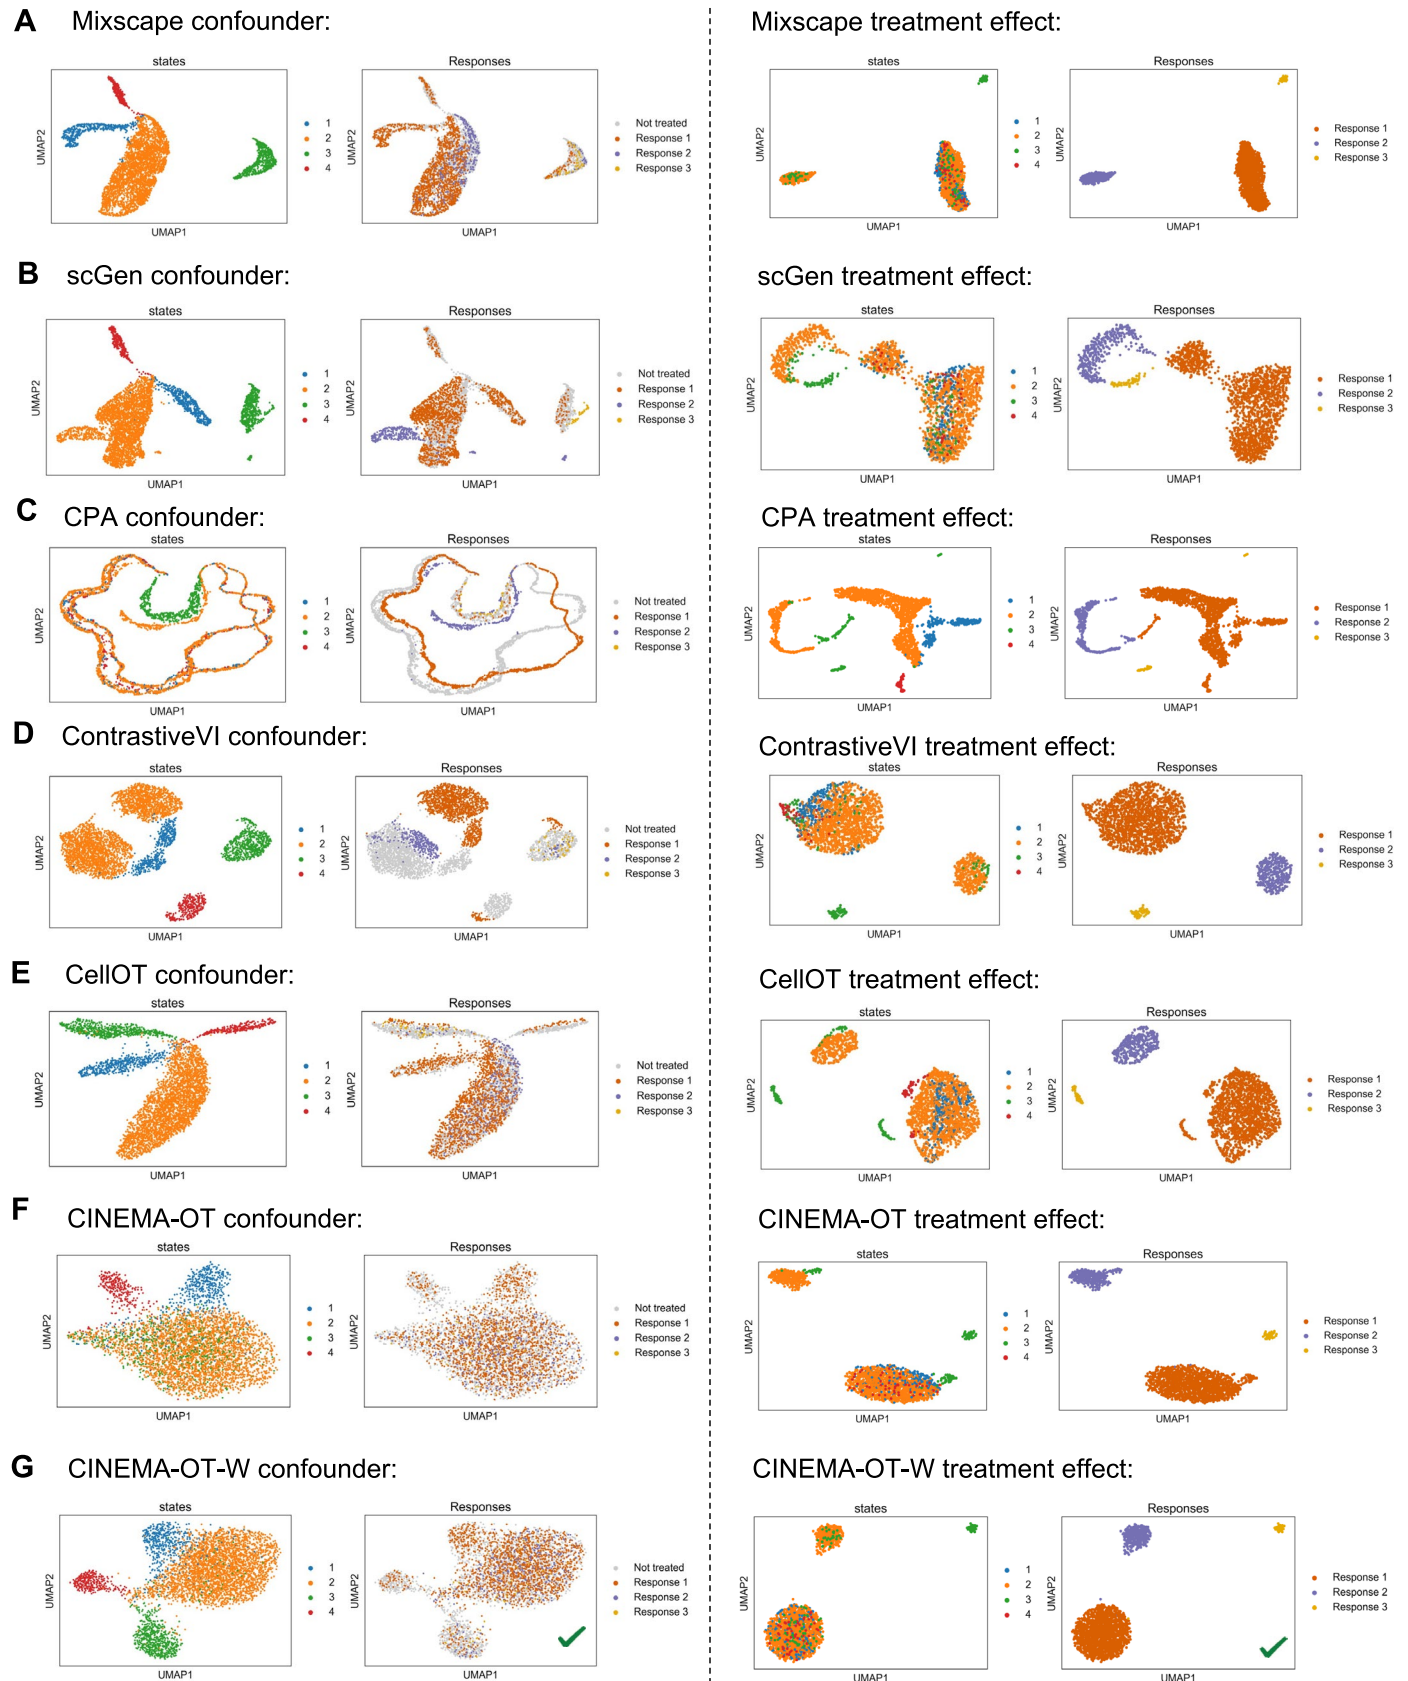 A Mixscape confounder:
Mixscape treatment effect:
states
Responses
states
Responses
UMAP2
1
2
3
4
Not treated
Response 1
Response 2
Response 3
UMAP2
1
2
3
4
UMAP2
Response 1
Response 2
Response 3
UMAP1
UMAP1
UMAP1
UMAP1
B scGen confounder:
scGen treatment effect:
states
Responses
states
Responses
UMAP2
1
2
3
4
UMAP2
Not treated
Response 1
Response 2
Response 3
UMAP2
1
2
3
4
UMAP2
Response 1
Response 2
Response 3
UMAP1
UMAP1
UMAP1
UMAP1
C CPA confounder:
CPA treatment effect:
states
Responses
states
Responses
UMAP2
1
2
3
4
UMAP2
Not treated
Response 1
Response 2
Response 3
UMAP2
1
2
3
4
UMAP2
Response 1
Response 2
Response 3
UMAP1
UMAP1
UMAP1
UMAP1
D ContrastiveVI confounder:
ContrastiveVI treatment effect:
states
Responses
states
Responses
UMAP2
1
2
3
4
UMAP2
Not treated
Response 1
Response 2
Response 3
UMAP2
1
2
3
4
UMAP2
Response 1
Response 2
Response 3
UMAP1
UMAP1
UMAP1
UMAP1
E CellOT confounder:
CellOT treatment effect:
states
Responses
states
Responses
UMAP2
1
2
3
4
UMAP2
Not treated
Response 1
Response 2
Response 3
UMAP2
1
2
3
4
UMAP2
Response 1
Response 2
Response 3
UMAP1
UMAP1
UMAP1
UMAP1
F CINEMA-OT confounder:
CINEMA-OT treatment effect:
states
Responses
states
Responses
UMAP2
1
2
3
4
UMAP2
Not treated
Response 1
Response 2
Response 3
UMAP2
1
2
3
4
UMAP2
Response 1
Response 2
Response 3
UMAP1
UMAP1
UMAP1
UMAP1
G CINEMA-OT-W confounder:
CINEMA-OT-W treatment effect:
states
Responses
states
Responses
UMAP2
1
2
3
4
UMAP2
Not treated
Response 1
Response 2
Response 3
UMAP2
1
2
3
4
UMAP2
Response 1
Response 2
Response 3
UMAP1
UMAP1
UMAP1
UMAP1